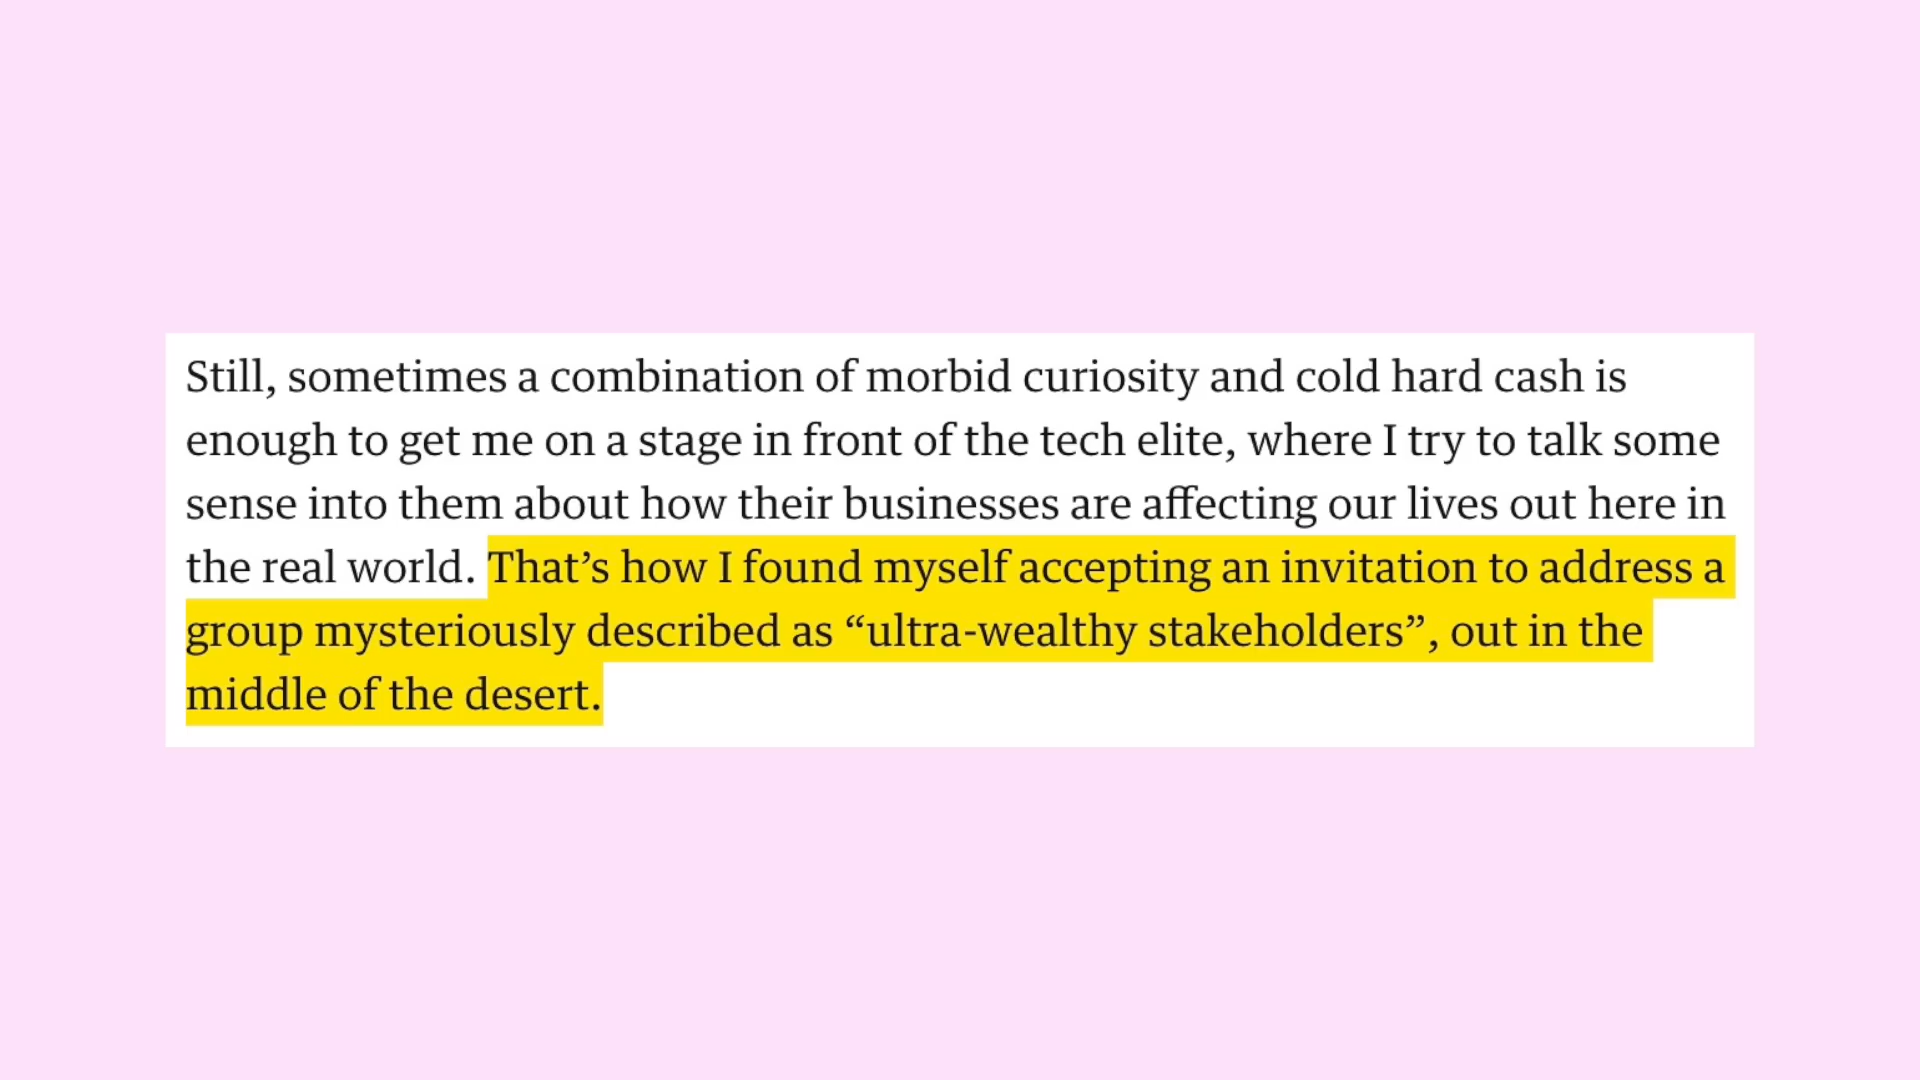 Still, sometimes a combination of morbid curiosity and cold hard cash is
enough to get me on a stage in front of the tech elite, where I try to talk some
sense into them about how their businesses are affecting our lives out here in
the real world. That’s how I found myself accepting an invitation to address a
group mysteriously described as “ultra-wealthy stakeholders”, out in the
middle of the desert.